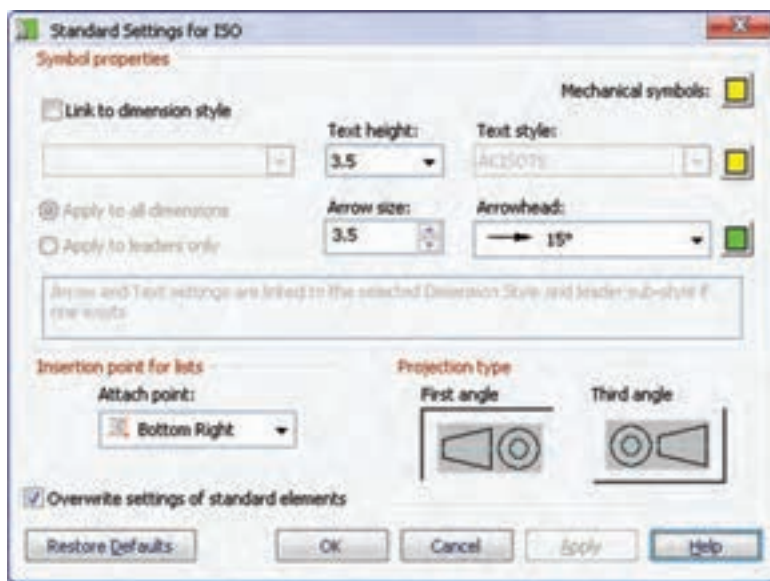 Standard Settings for ISO
Symbol properties
Mechanical symbols:
Link to dimension style
Text height:
Text style:
3.5
Apply to all dimensions
Arrow size:
Arrowhead:
Apply to leaders only
3.5
15°
Arrow and Text settings are linked to the selected Dimension Style and leader sub-style if
one exists
Insertion point for lists
Projection type
Attach point:
First angle
Third angle
Bottom Right
Overwrite settings of standard elements
Restore Defaults
OK
Cancel
Apply
Help